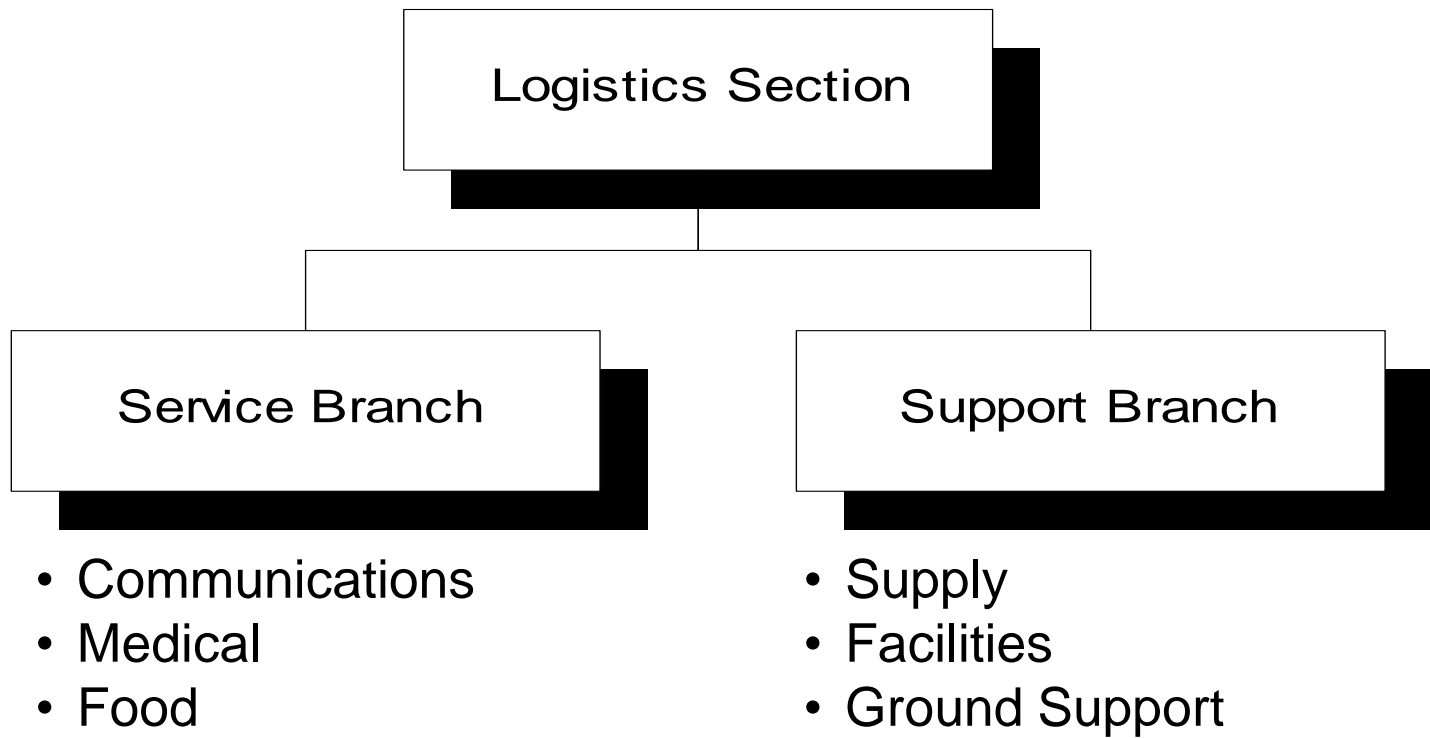 Logistics Section
Service Branch
Support Branch
• Communications
• Medical
• Food
• Supply
• Facilities
• Ground Support